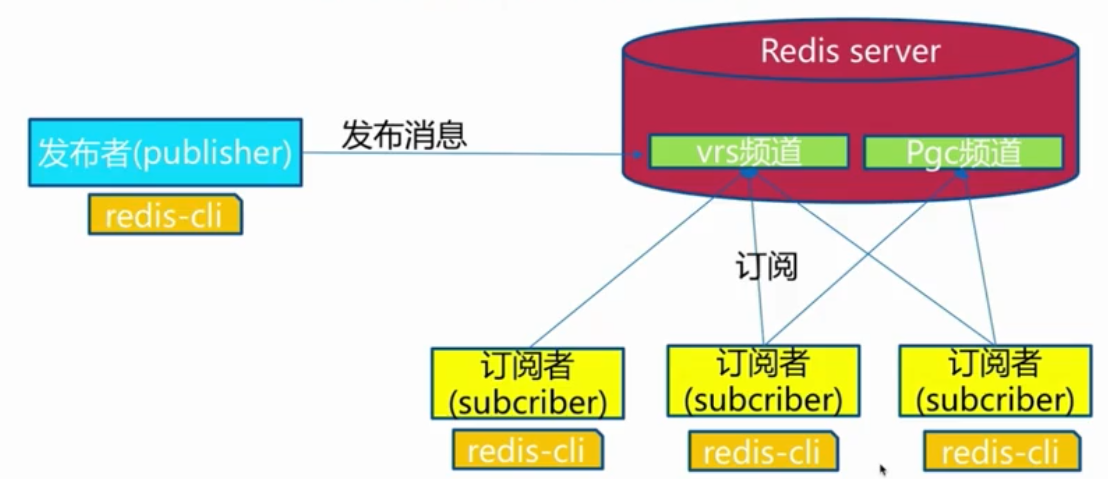 Redis server
发布者(publisher)
发布消息
vrs频道
Pgc频道
redis-cli
订阅
订阅者
(subcriber)
订阅者
(subcriber)
订阅者
(subcriber)
redis-cli
redis-cli
redis-cli